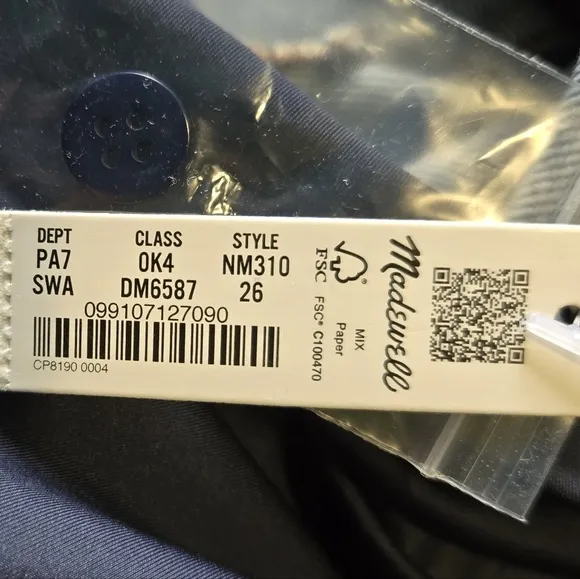 DEPT CLASS STYLE
PA7 0K4 NM310
SWA DM6587 26
099107127090
CP8190 0004
FSC
FSC® C100470
MIX
Paper
Madewell